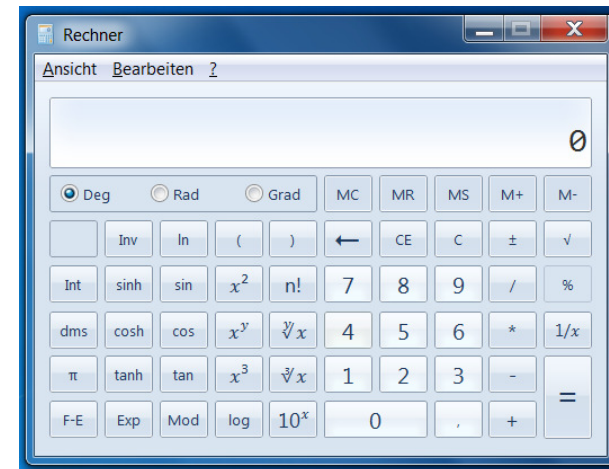 Rechner
Ansicht Bearbeiten ?
0
Deg Rad Grad MC MR MS M+ M-
Inv ln ( ) ← CE C ± √
Int sinh sin x² n! 7 8 9 / %
dms cosh cos xʸ ʸ√x 4 5 6 * 1/x
π tanh tan x³ ³√x 1 2 3 - =
F-E Exp Mod log 10ˣ 0 , +